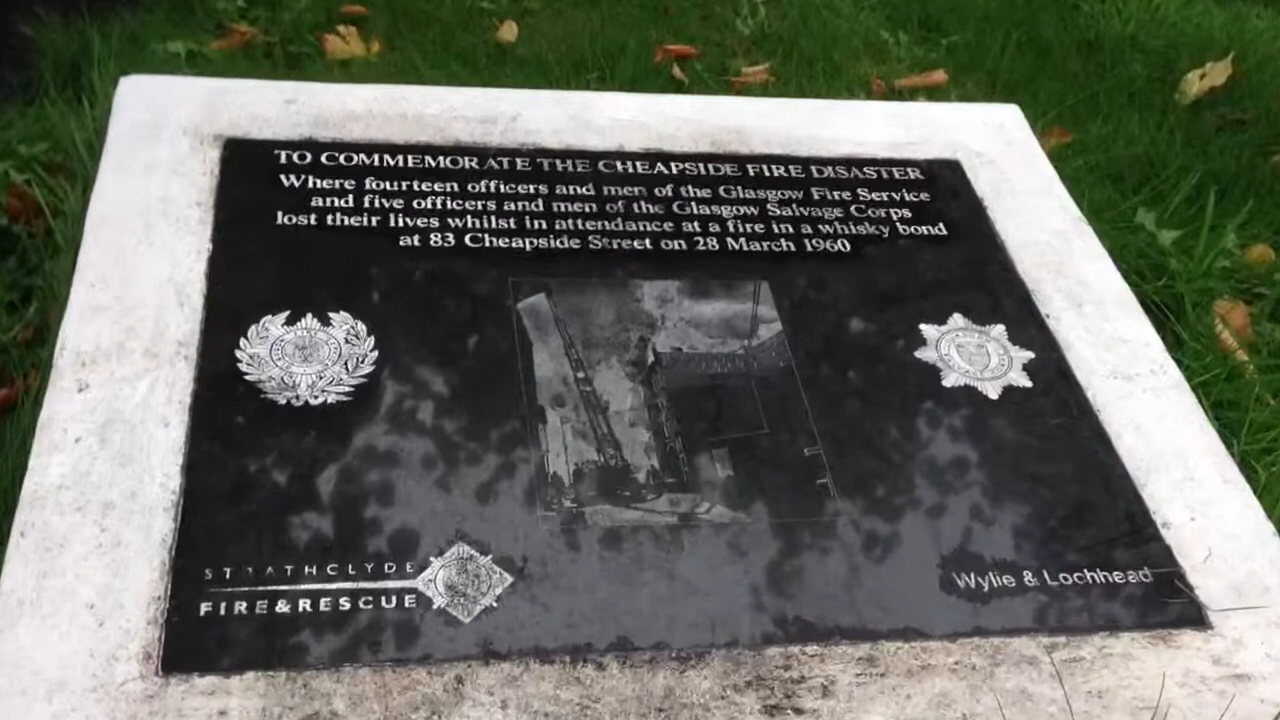 TO COMMEMORATE THE CHEAPSIDE FIRE DISASTER
Where fourteen officers and men of the Glasgow Fire Service
and five officers and men of the Glasgow Salvage Corps
lost their lives whilst in attendance at a fire in a whisky bond
at 83 Cheapside Street on 28 March 1960
STRATHCLYDE
FIRE&RESCUE
Wylie & Lochhead